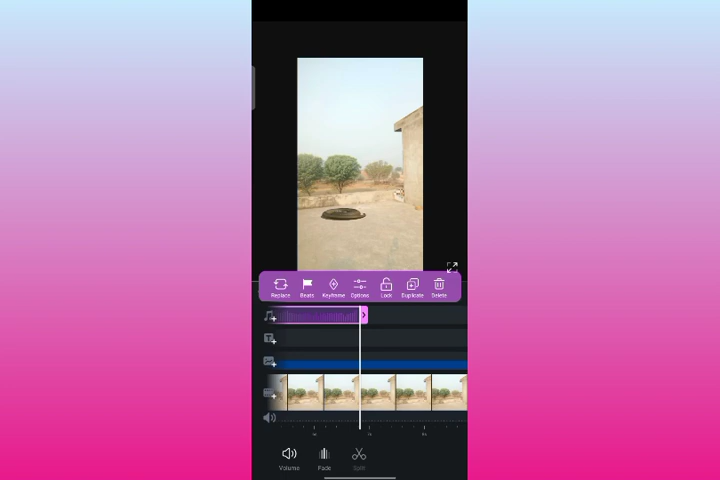 Replace Beats Keyframe Options Lock Duplicate Delete
Volume Fade Split